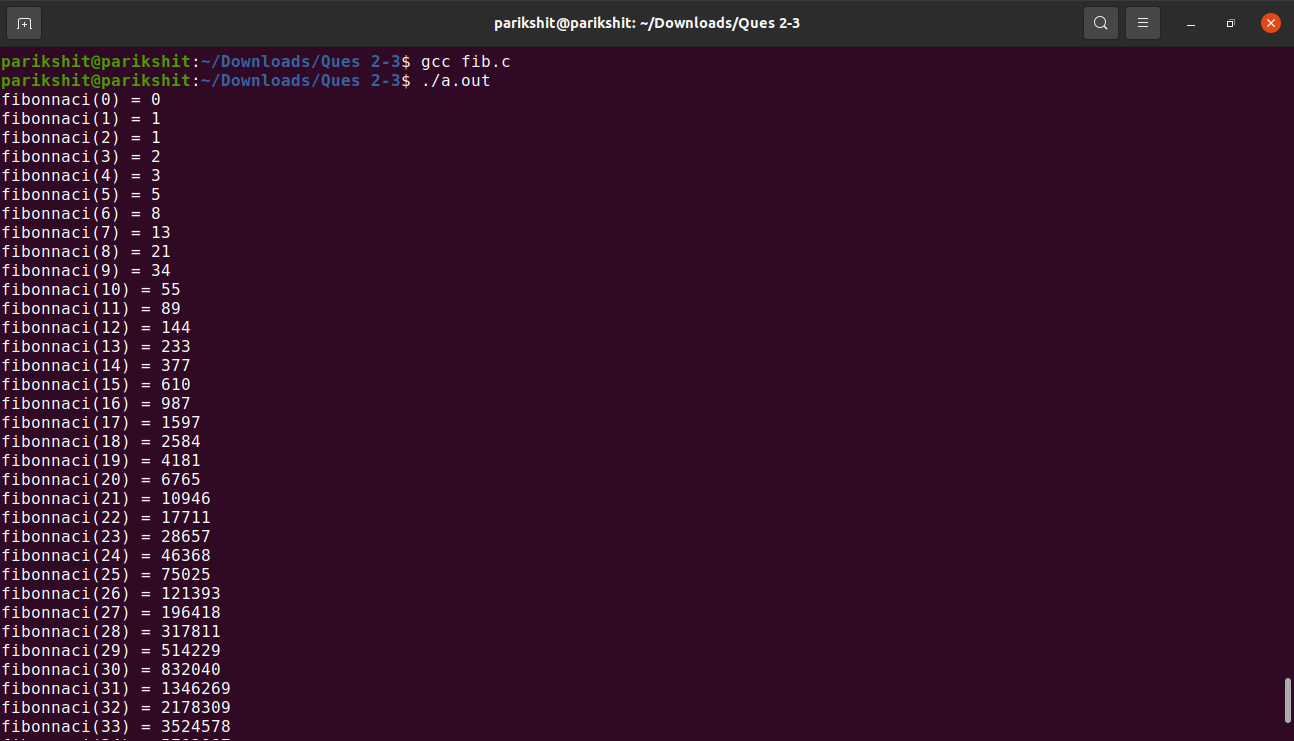 parikshit@parikshit: ~/Downloads/Ques 2-3
parikshit@parikshit:~/Downloads/Ques 2-3$ gcc fib.c
parikshit@parikshit:~/Downloads/Ques 2-3$ ./a.out
fibonnaci(0) = 0
fibonnaci(1) = 1
fibonnaci(2) = 1
fibonnaci(3) = 2
fibonnaci(4) = 3
fibonnaci(5) = 5
fibonnaci(6) = 8
fibonnaci(7) = 13
fibonnaci(8) = 21
fibonnaci(9) = 34
fibonnaci(10) = 55
fibonnaci(11) = 89
fibonnaci(12) = 144
fibonnaci(13) = 233
fibonnaci(14) = 377
fibonnaci(15) = 610
fibonnaci(16) = 987
fibonnaci(17) = 1597
fibonnaci(18) = 2584
fibonnaci(19) = 4181
fibonnaci(20) = 6765
fibonnaci(21) = 10946
fibonnaci(22) = 17711
fibonnaci(23) = 28657
fibonnaci(24) = 46368
fibonnaci(25) = 75025
fibonnaci(26) = 121393
fibonnaci(27) = 196418
fibonnaci(28) = 317811
fibonnaci(29) = 514229
fibonnaci(30) = 832040
fibonnaci(31) = 1346269
fibonnaci(32) = 2178309
fibonnaci(33) = 3524578